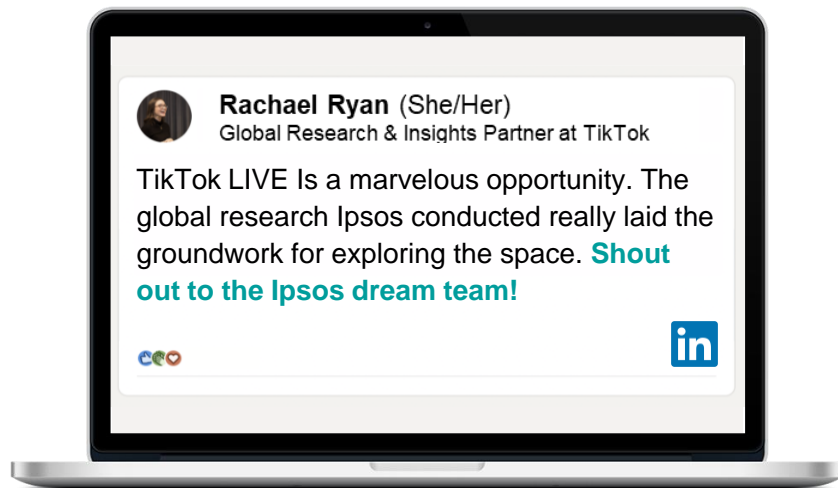 Rachael Ryan (She/Her)
Global Research & Insights Partner at TikTok
TikTok LIVE Is a marvelous opportunity. The
global research Ipsos conducted really laid the
groundwork for exploring the space. Shout
out to the Ipsos dream team!
in